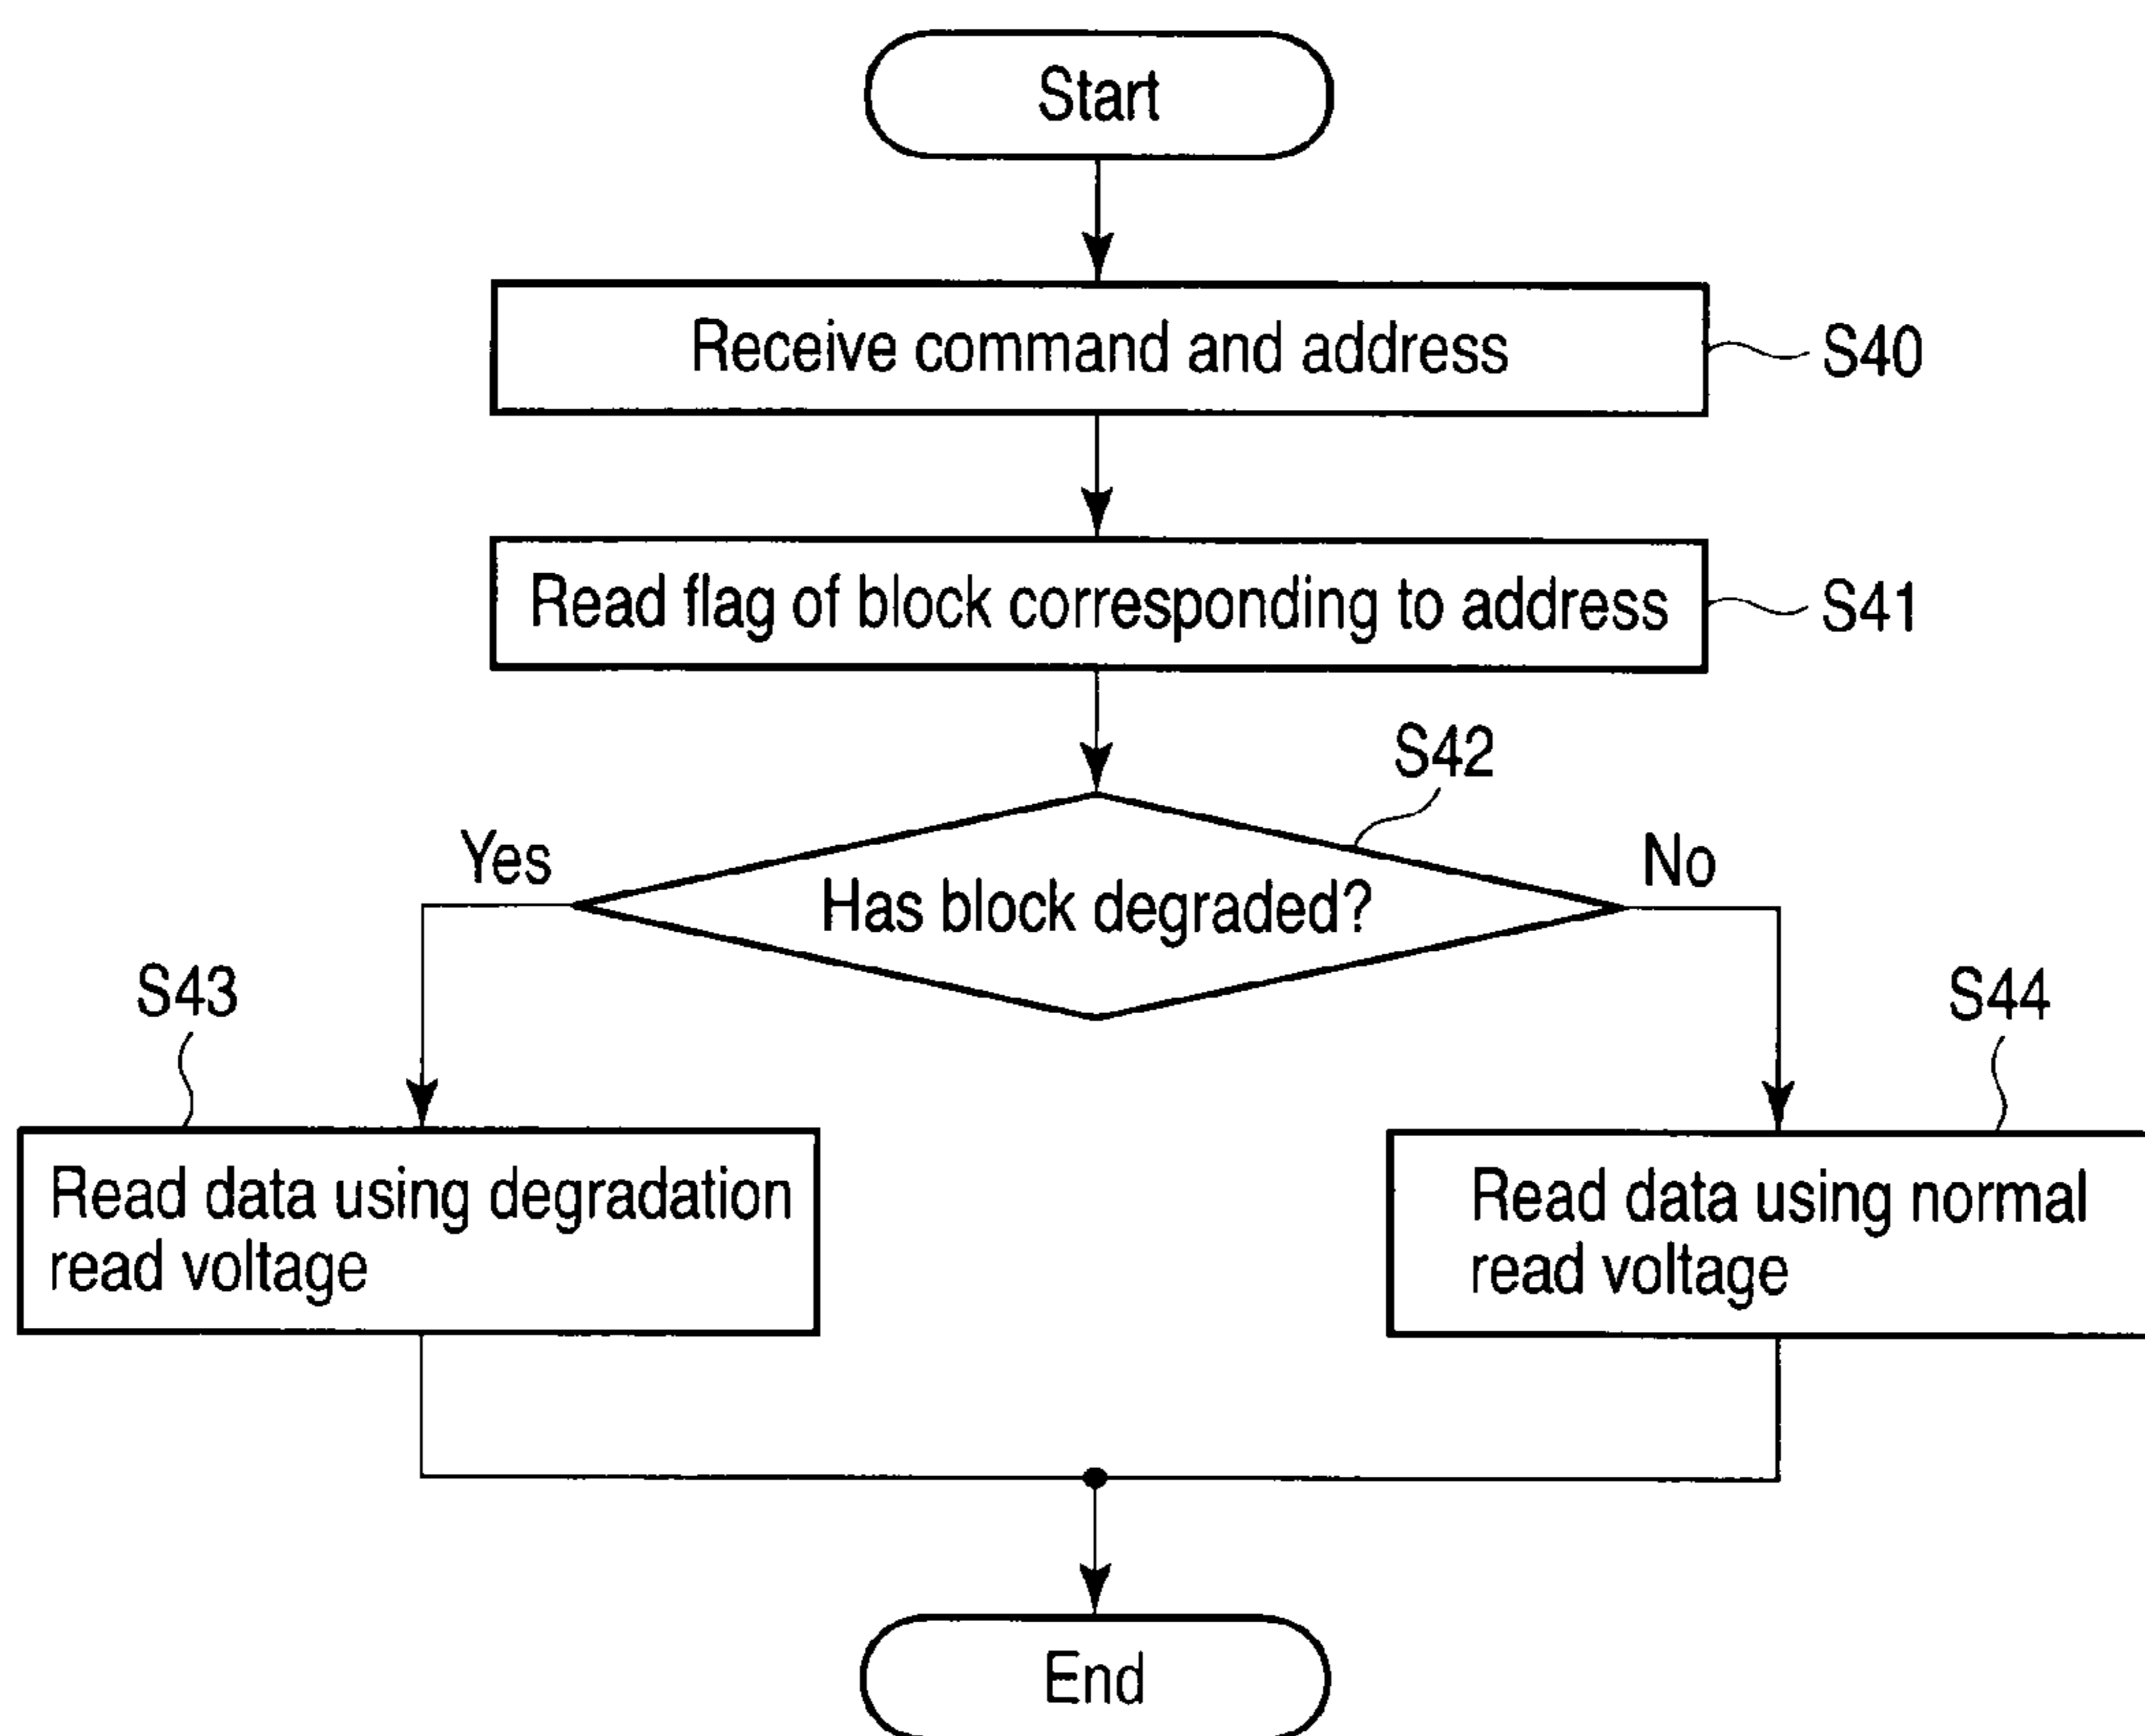 Start
Receive command and address
S40
Read flag of block corresponding to address
S41
S42
Yes
No
Has block degraded?
S43
S44
Read data using degradation
read voltage
Read data using normal
read voltage
End